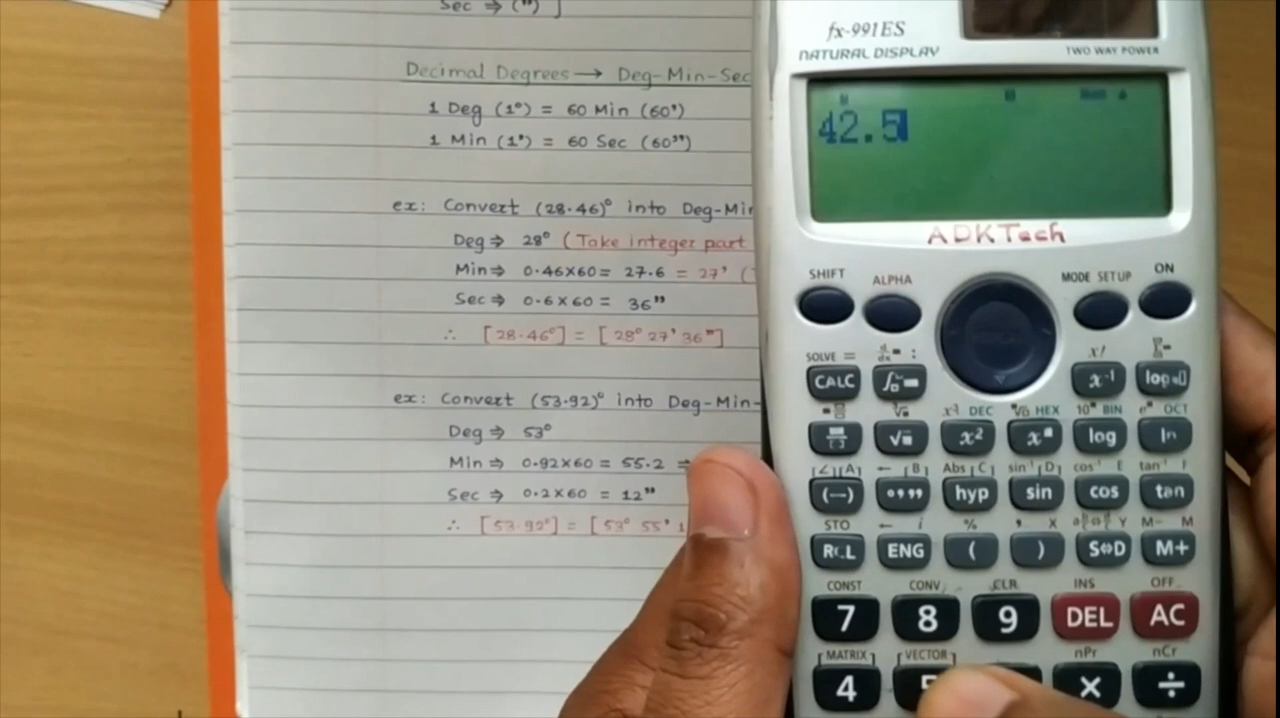 Sec ⇒ (") ]
Decimal Degrees → Deg-Min-Sec
1 Deg (1°) = 60 Min (60')
1 Min (1') = 60 Sec (60")
ex: Convert (28.46)° into Deg-Min
Deg ⇒ 28° (Take integer part
Min ⇒ 0.46×60 = 27.6 = 27' (
Sec ⇒ 0.6×60 = 36"
∴ [28.46°] = [28° 27' 36"]
ex: Convert (53.92)° into Deg-Min-
Deg ⇒ 53°
Min ⇒ 0.92×60 = 55.2 ⇒
Sec ⇒ 0.2×60 = 12"
∴ [53.92°] = [53° 55' 1
fx-991ES
NATURAL DISPLAY TWO WAY POWER
42.5
ADKTech
SHIFT ALPHA MODE SETUP ON
SOLVE = d/dx : x!
CALC x⁻¹ log
x³ DEC HEX 10 BIN e OCT
√ x² log ln
∠ A ← B Abs C sin⁻¹ D cos⁻¹ E tan⁻¹ F
(−) °'" hyp sin cos tan
STO ← i % , X Y M− M
RCL ENG ( ) S⇔D M+
CONST CONV CLR INS OFF
7 8 9 DEL AC
MATRIX VECTOR nPr nCr
4 5 × ÷